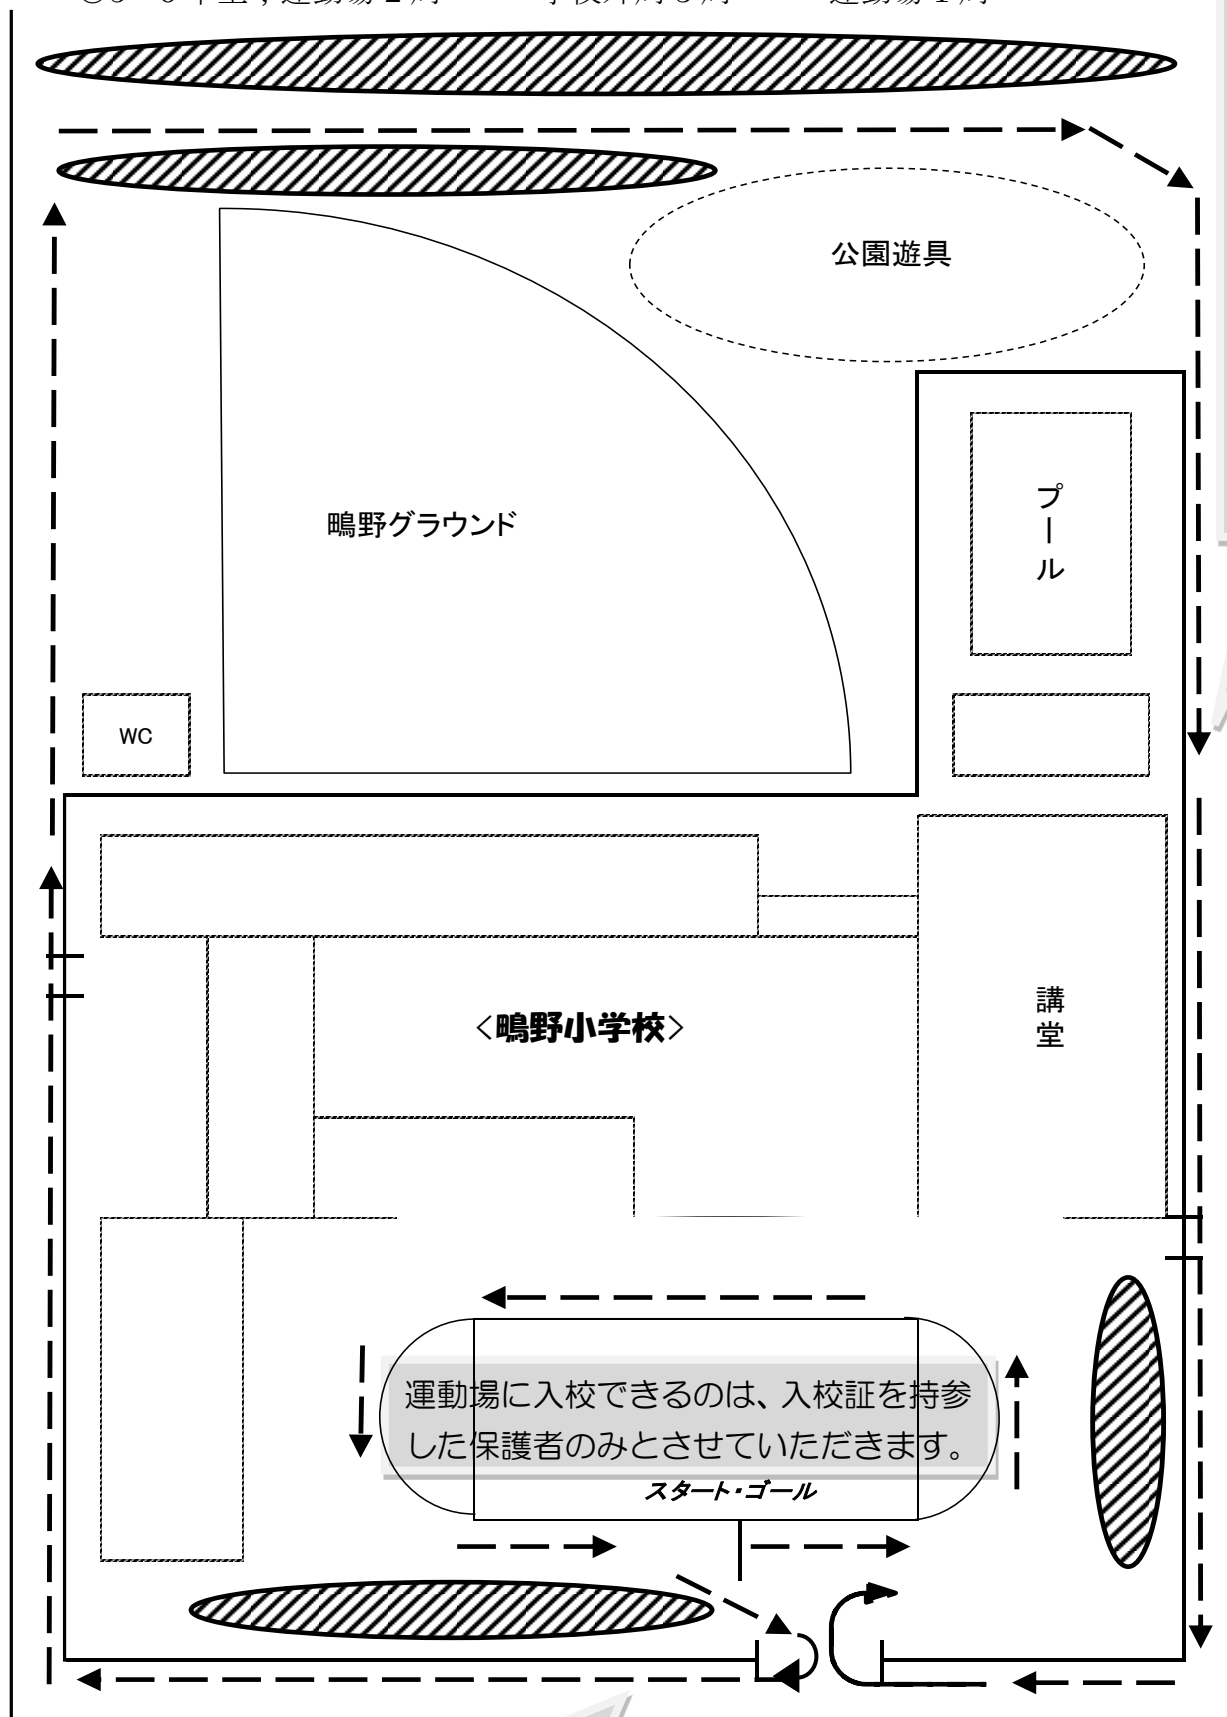 公園遊具
鴫野グラウンド
プール
WC
<鴫野小学校>
講堂
運動場に入校できるのは、入校証を持参
した保護者のみとさせていただきます。
スタート・ゴール